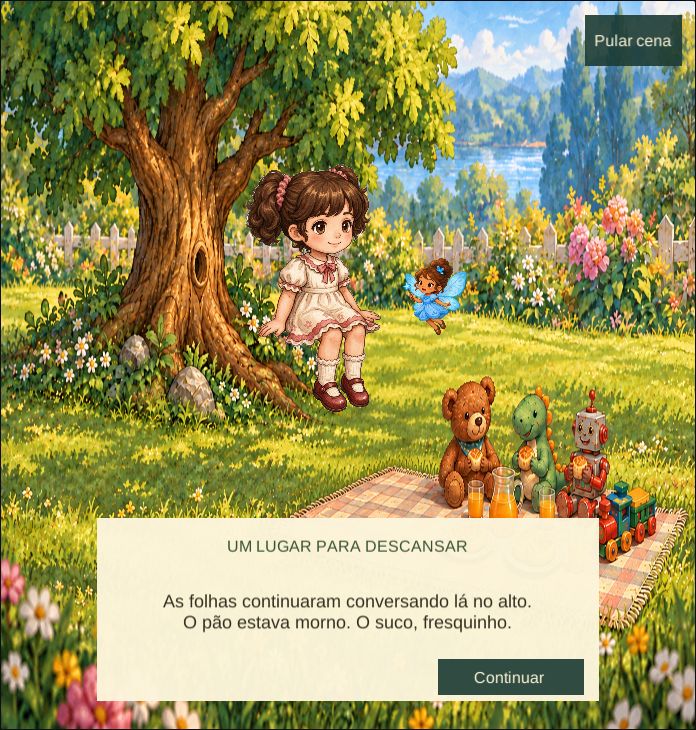 Pular cena
UM LUGAR PARA DESCANSAR
As folhas continuaram conversando lá no alto.
O pão estava morno. O suco, fresquinho.
Continuar